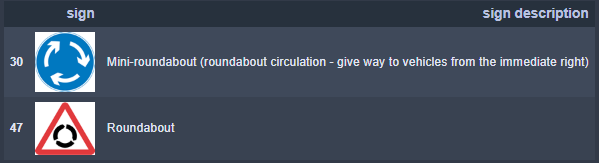 sign sign description
30 Mini-roundabout (roundabout circulation - give way to vehicles from the immediate right)
47 Roundabout